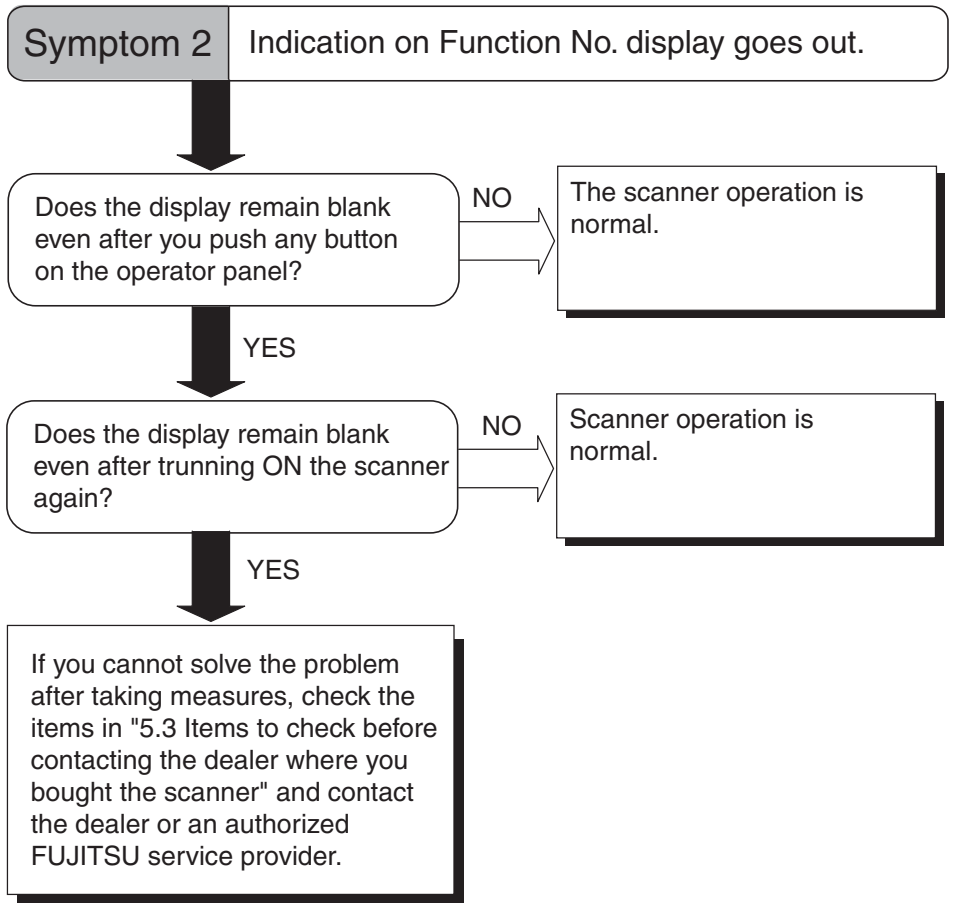 Symptom 2
Indication on Function No. display goes out.
Does the display remain blank
even after you push any button
on the operator panel?
NO
The scanner operation is
normal.
YES
Does the display remain blank
even after trunning ON the scanner
again?
NO
Scanner operation is
normal.
YES
If you cannot solve the problem
after taking measures, check the
items in "5.3 Items to check before
contacting the dealer where you
bought the scanner" and contact
the dealer or an authorized
FUJITSU service provider.